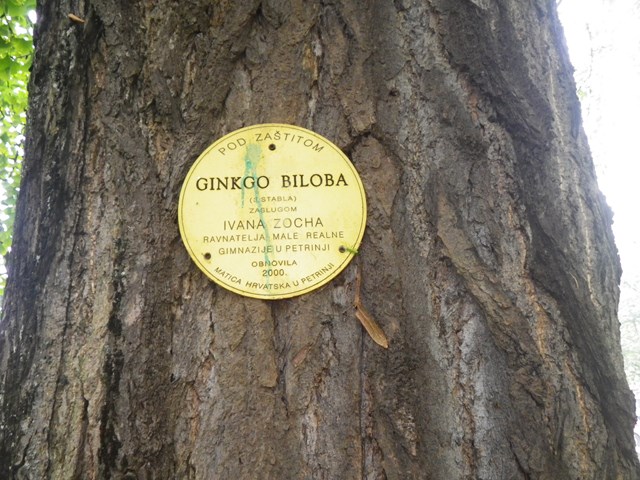 POD ZAŠTITOM
GINKGO BILOBA
STABLA)
ZASLUGOM
IVANA ZOCHA
RAVNATELJA MALE REALNE
GIMNAZIJE U PETRINJI
OBNOVILA
2000.
MATICA HRVATSKA U PETRINJI